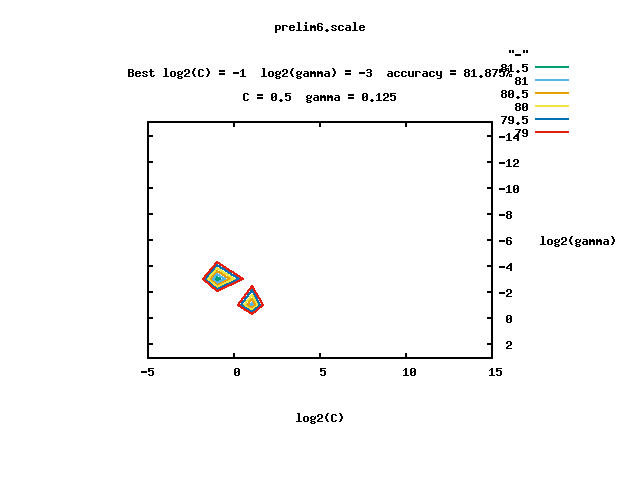 prelim6.scale
"-"
Best log2(C) = -1  log2(gamma) = -3  accuracy = 81.875%
81.5
81
C = 0.5  gamma = 0.125
80.5
80
79.5
79
-14
-12
-10
-8
-6
log2(gamma)
-4
-2
0
2
-5 0 5 10 15
log2(C)